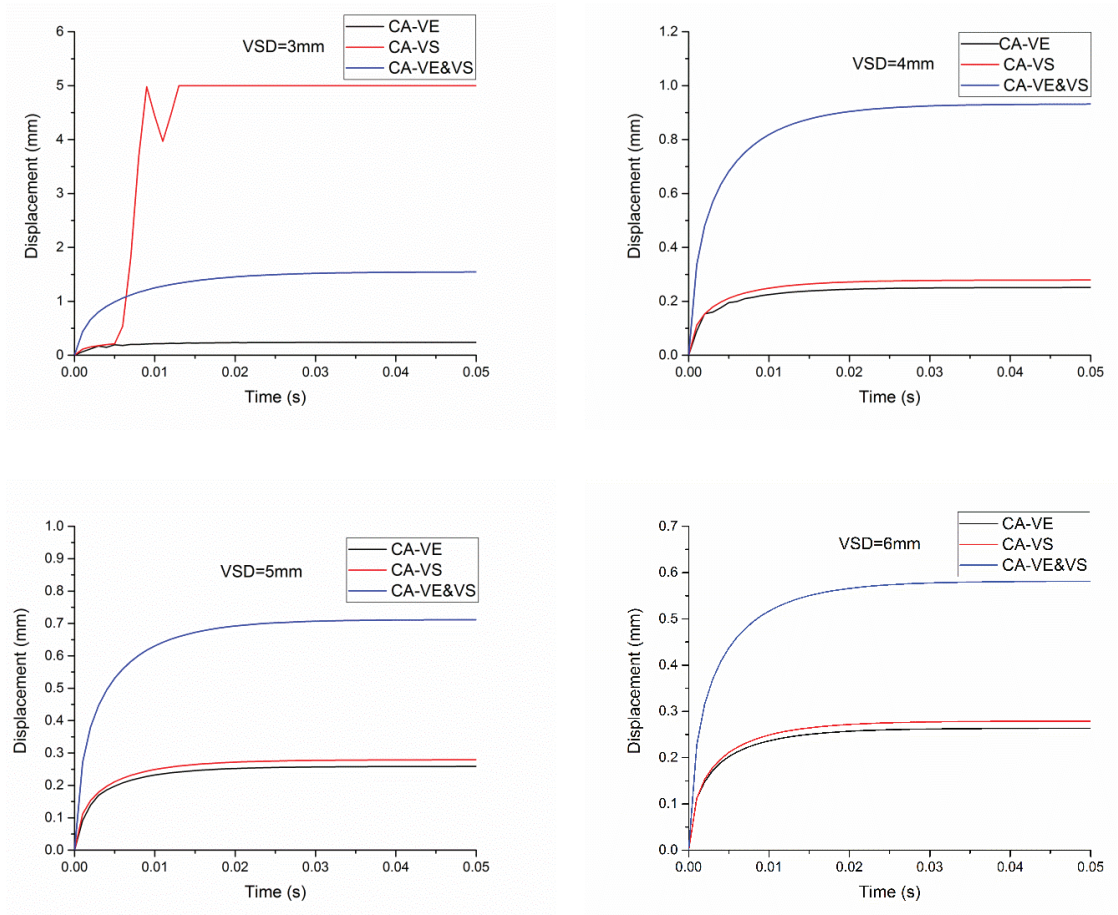 VSD=3mm
CA-VE
CA-VS
CA-VE&VS
6
5
4
3
2
1
0
Displacement (mm)
0.00 0.01 0.02 0.03 0.04 0.05
Time (s)
VSD=4mm
CA-VE
CA-VS
CA-VE&VS
1.2
1.0
0.8
0.6
0.4
0.2
0.0
Displacement (mm)
0.00 0.01 0.02 0.03 0.04 0.05
Time (s)
VSD=5mm
CA-VE
CA-VS
CA-VE&VS
1.0
0.9
0.8
0.7
0.6
0.5
0.4
0.3
0.2
0.1
0.0
Displacement (mm)
0.00 0.01 0.02 0.03 0.04 0.05
Time (s)
VSD=6mm
CA-VE
CA-VS
CA-VE&VS
0.7
0.6
0.5
0.4
0.3
0.2
0.1
0.0
Displacement (mm)
0.00 0.01 0.02 0.03 0.04 0.05
Time (s)